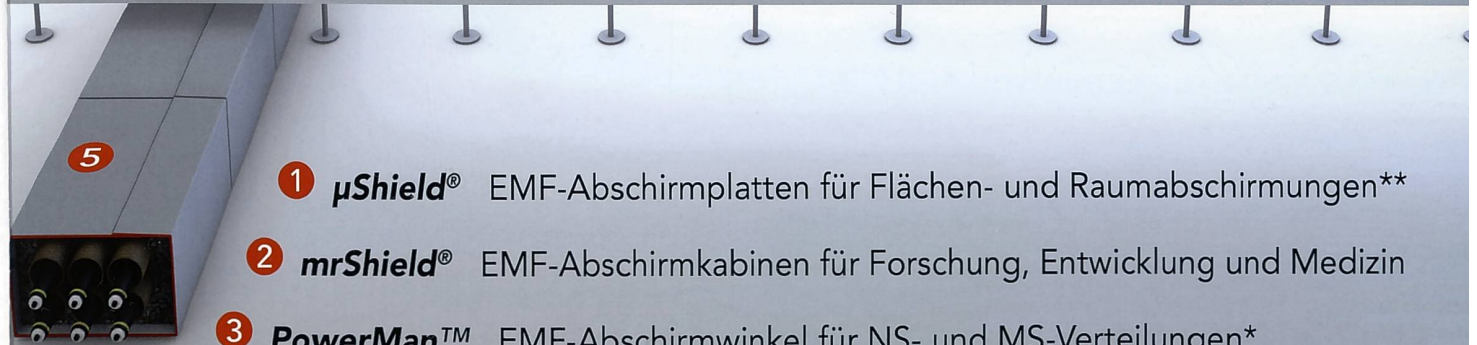 5
1 µShield® EMF-Abschirmplatten für Flächen- und Raumabschirmungen**
2 mrShield® EMF-Abschirmkabinen für Forschung, Entwicklung und Medizin
3 PowerMan™ EMF-Abschirmwinkel für NS- und MS-Verteilungen*